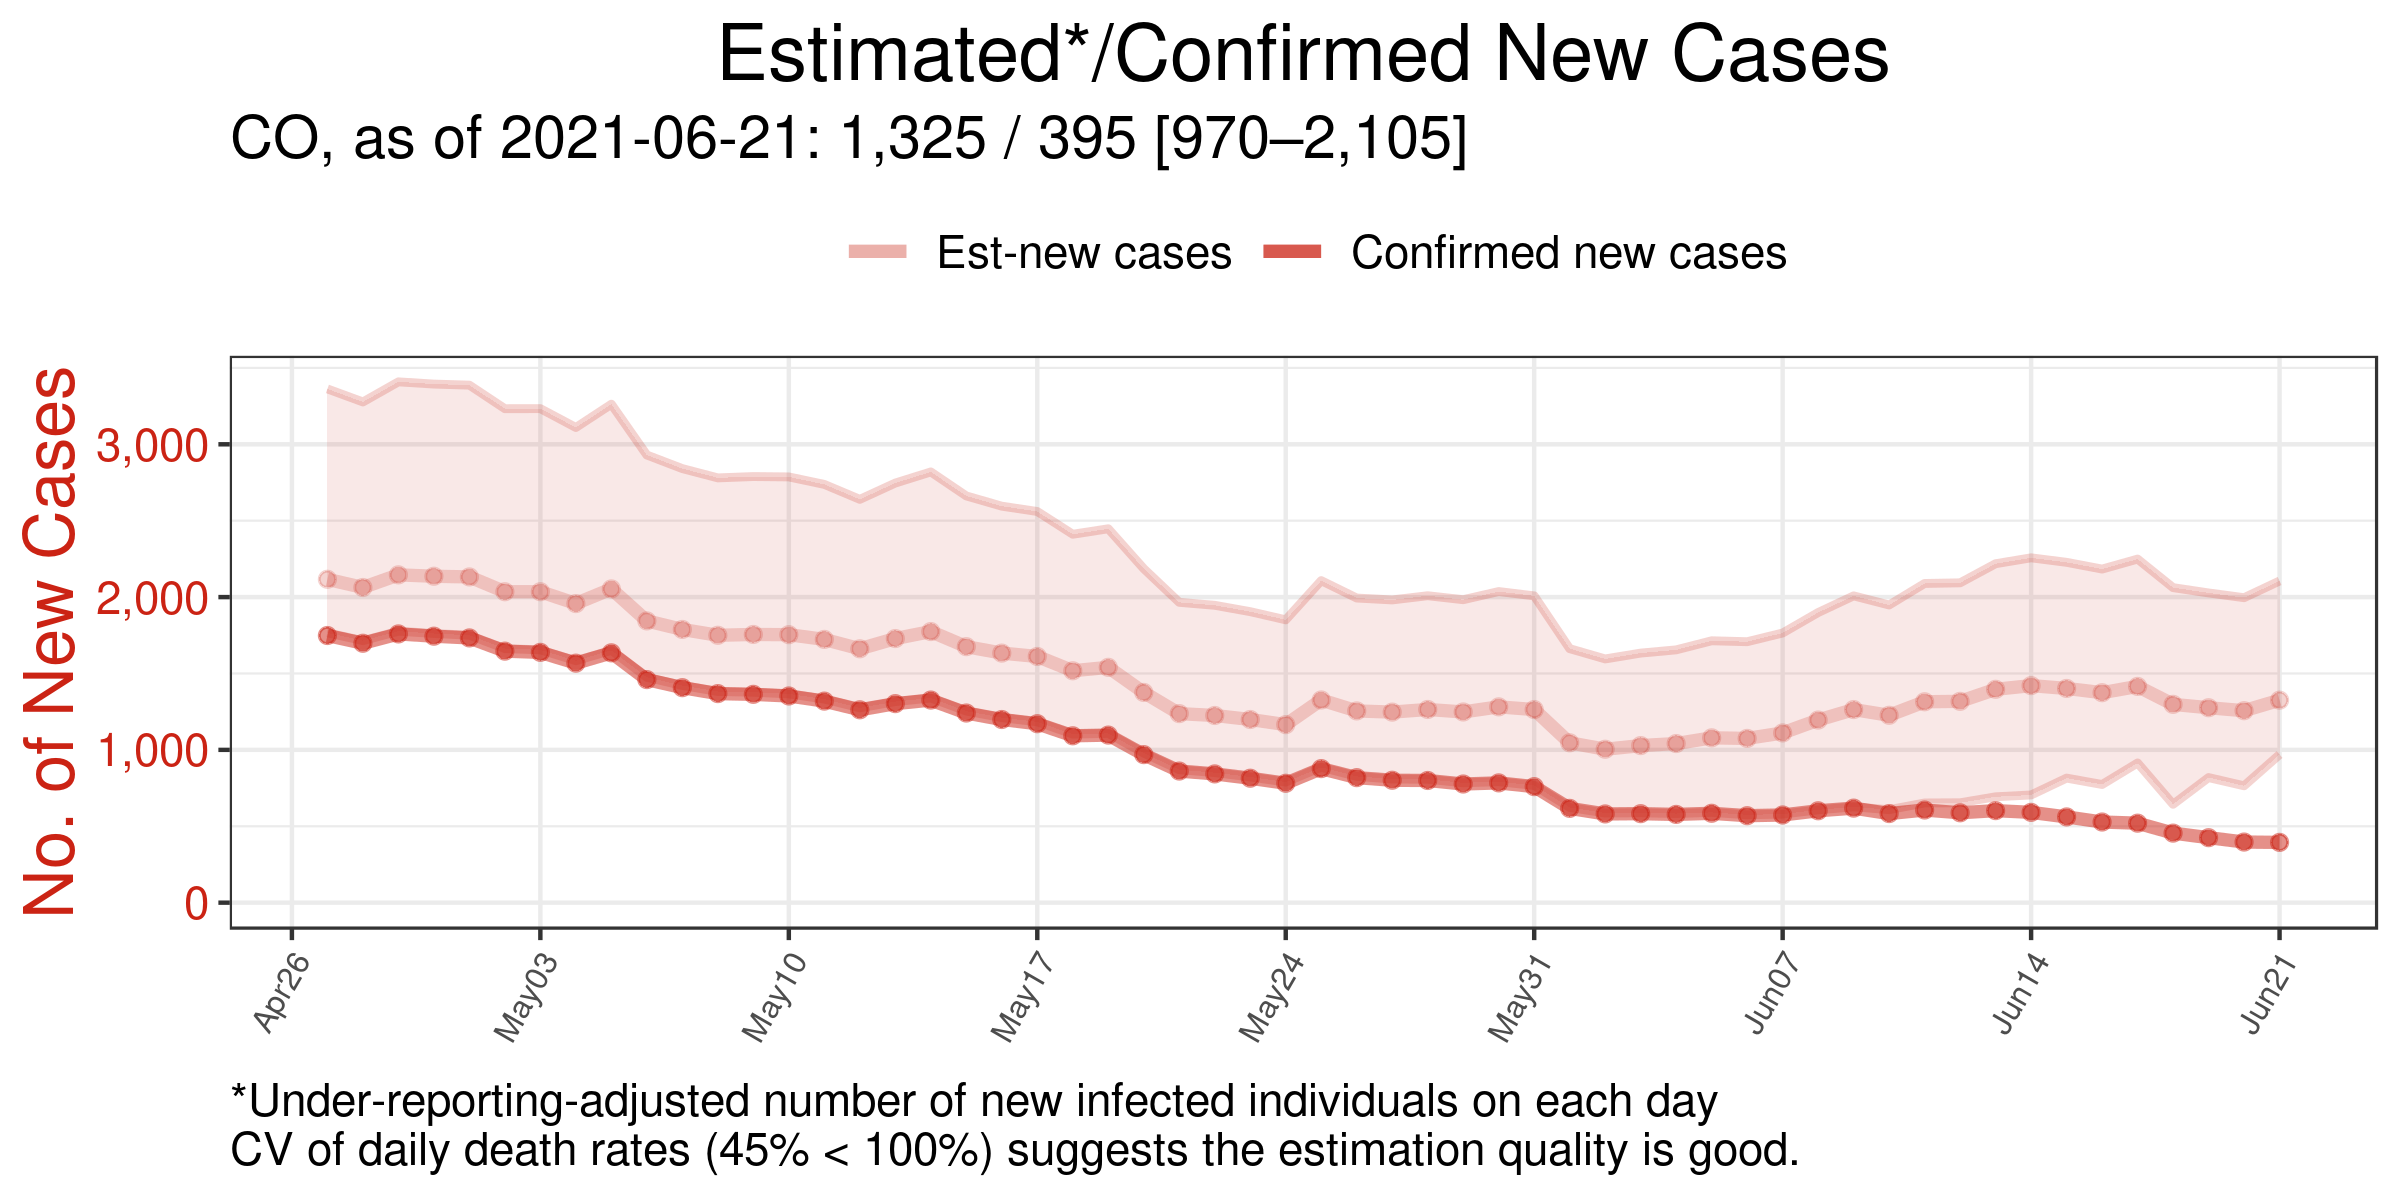 Estimated*/Confirmed New Cases
CO, as of 2021-06-21: 1,325 / 395 [970–2,105]
Est-new cases
Confirmed new cases
No. of New Cases
3,000
2,000
1,000
0
Apr26
May03
May10
May17
May24
May31
Jun07
Jun14
Jun21
*Under-reporting-adjusted number of new infected individuals on each day
CV of daily death rates (45% < 100%) suggests the estimation quality is good.